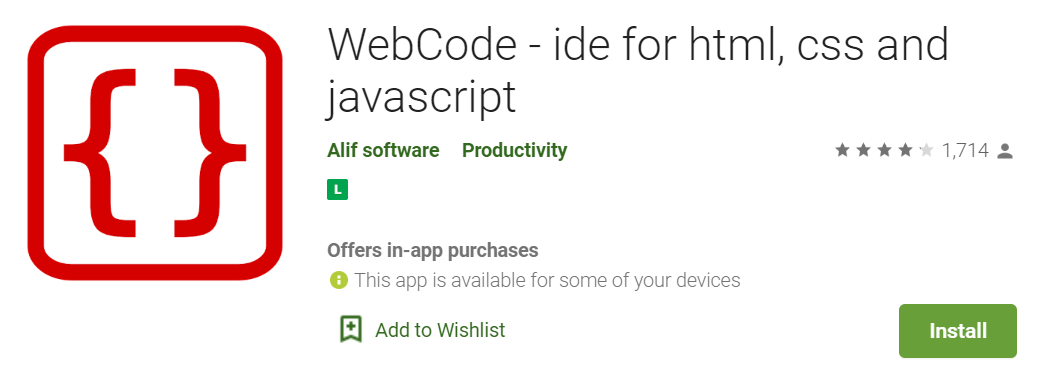 { }
WebCode - ide for html, css and
javascript
Alif software Productivity 1,714
L
Offers in-app purchases
This app is available for some of your devices
Add to Wishlist Install